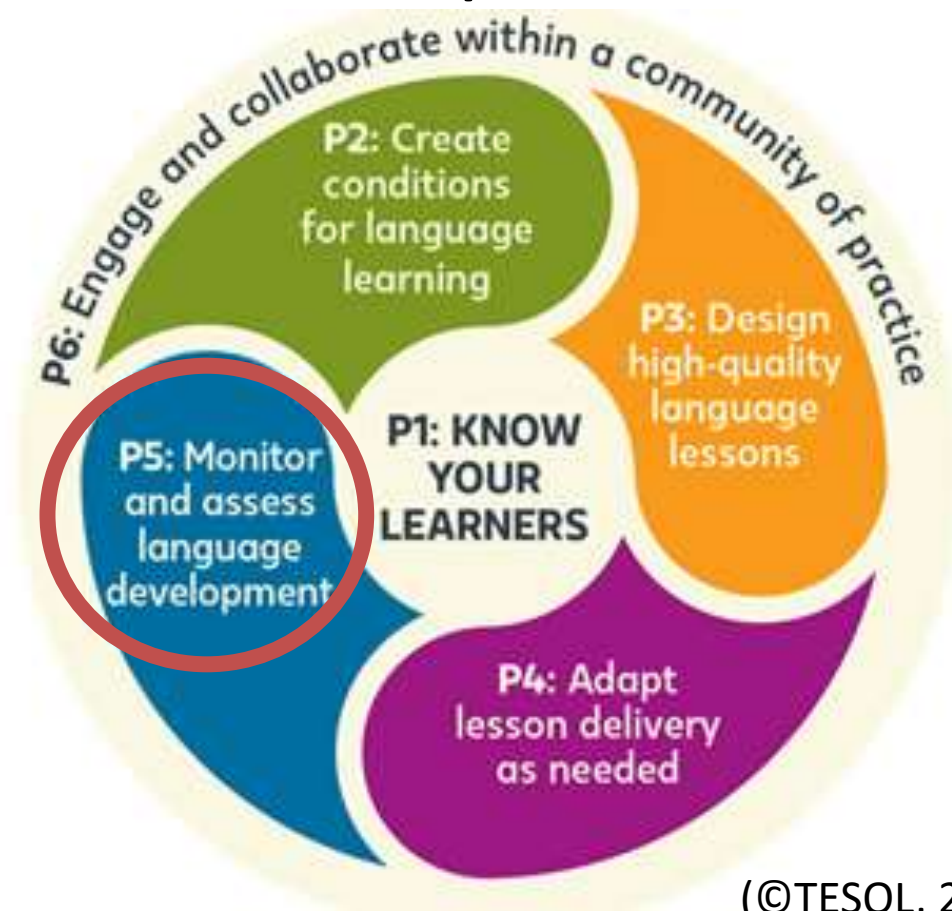 P6: Engage and collaborate within a community of practice
P2: Create
conditions
for language
learning
P3: Design
high-quality
language
lessons
P1: KNOW
YOUR
LEARNERS
P5: Monitor
and assess
language
development
P4: Adapt
lesson delivery
as needed
(©TESOL, 2